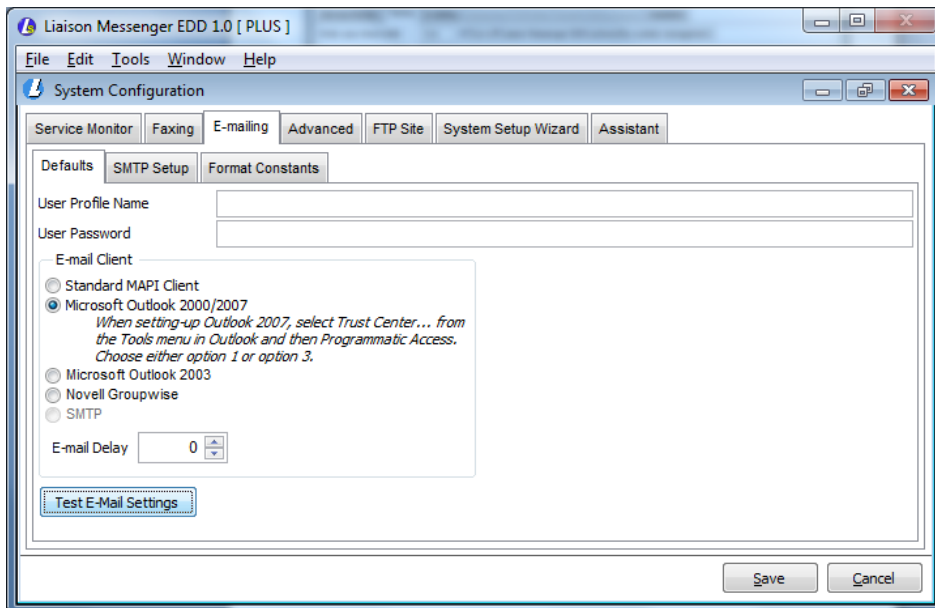 Liaison Messenger EDD 1.0 [ PLUS ]
File Edit Tools Window Help
System Configuration
Service Monitor Faxing E-mailing Advanced FTP Site System Setup Wizard Assistant
Defaults SMTP Setup Format Constants
User Profile Name
User Password
E-mail Client
Standard MAPI Client
Microsoft Outlook 2000/2007
When setting-up Outlook 2007, select Trust Center... from
the Tools menu in Outlook and then Programmatic Access.
Choose either option 1 or option 3.
Microsoft Outlook 2003
Novell Groupwise
SMTP
E-mail Delay 0
Test E-Mail Settings
Save Cancel